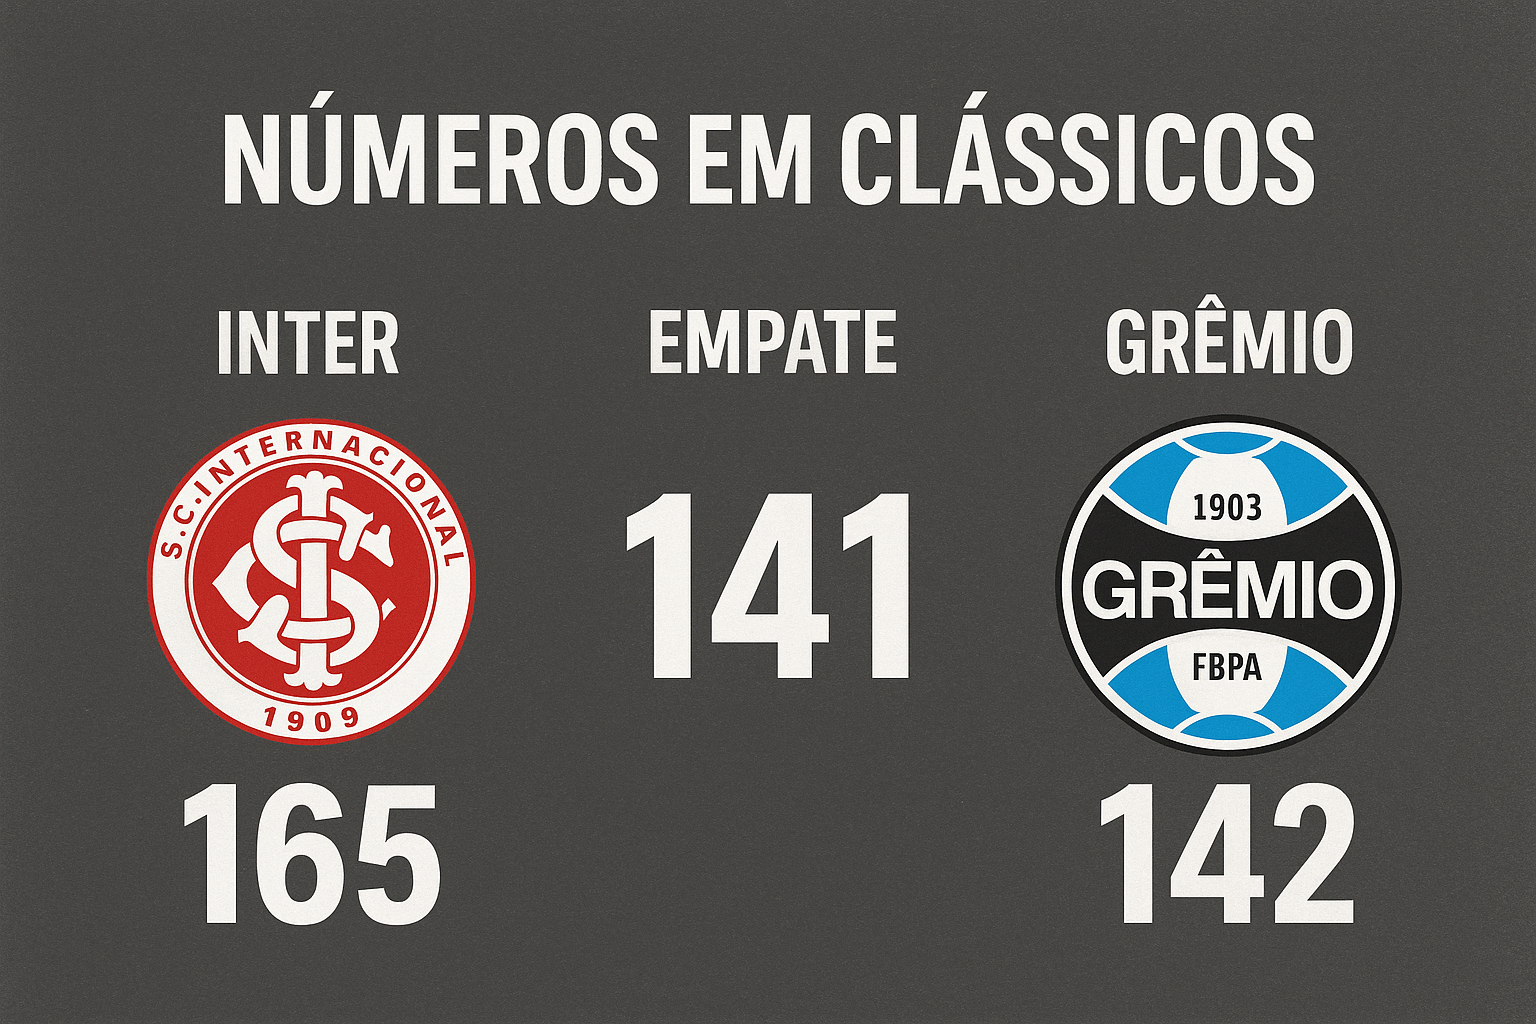 NÚMEROS EM CLÁSSICOS
INTER
EMPATE
GRÊMIO
S.C.INTERNACIONAL
1909
141
1903
GRÊMIO
FBPA
165
142